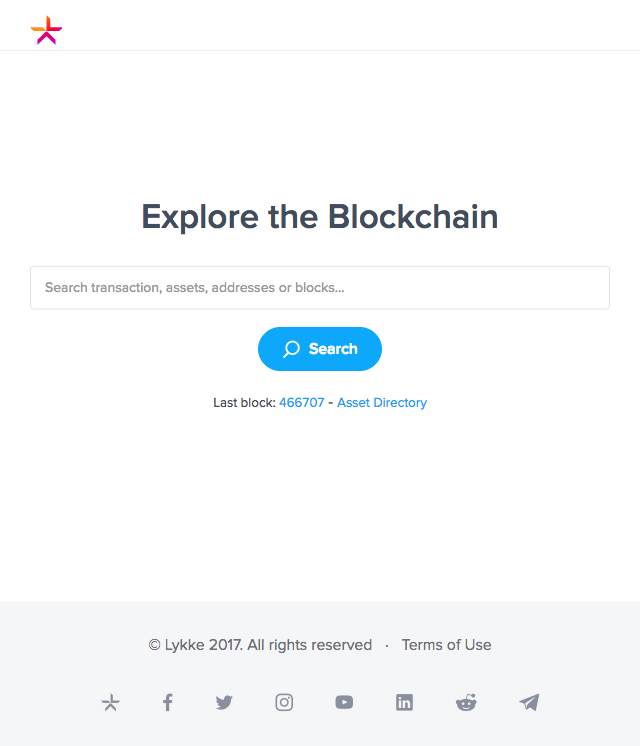 Explore the Blockchain
Search transaction, assets, addresses or blocks...
Search
Last block: 466707 - Asset Directory
© Lykke 2017. All rights reserved · Terms of Use